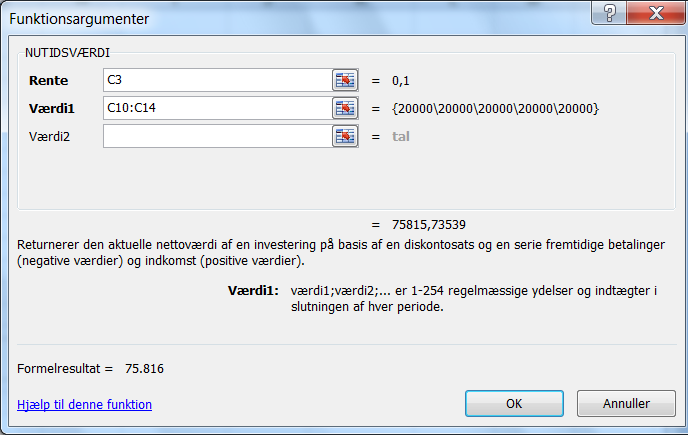 Funktionsargumenter
NUTIDSVÆRDI
Rente C3 = 0,1
Værdi1 C10:C14 = {20000\20000\20000\20000\20000}
Værdi2 = tal
= 75815,73539
Returnerer den aktuelle nettoværdi af en investering på basis af en diskontosats og en serie fremtidige betalinger
(negative værdier) og indkomst (positive værdier).
Værdi1: værdi1;værdi2;... er 1-254 regelmæssige ydelser og indtægter i
slutningen af hver periode.
Formelresultat = 75.816
Hjælp til denne funktion OK Annuller